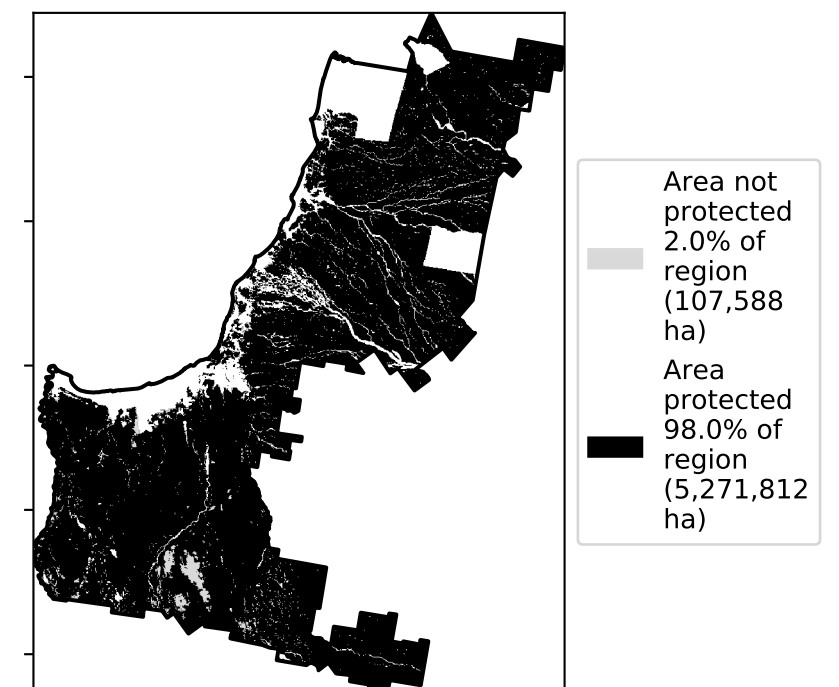 Area not
protected
2.0% of
region
(107,588
ha)
Area
protected
98.0% of
region
(5,271,812
ha)